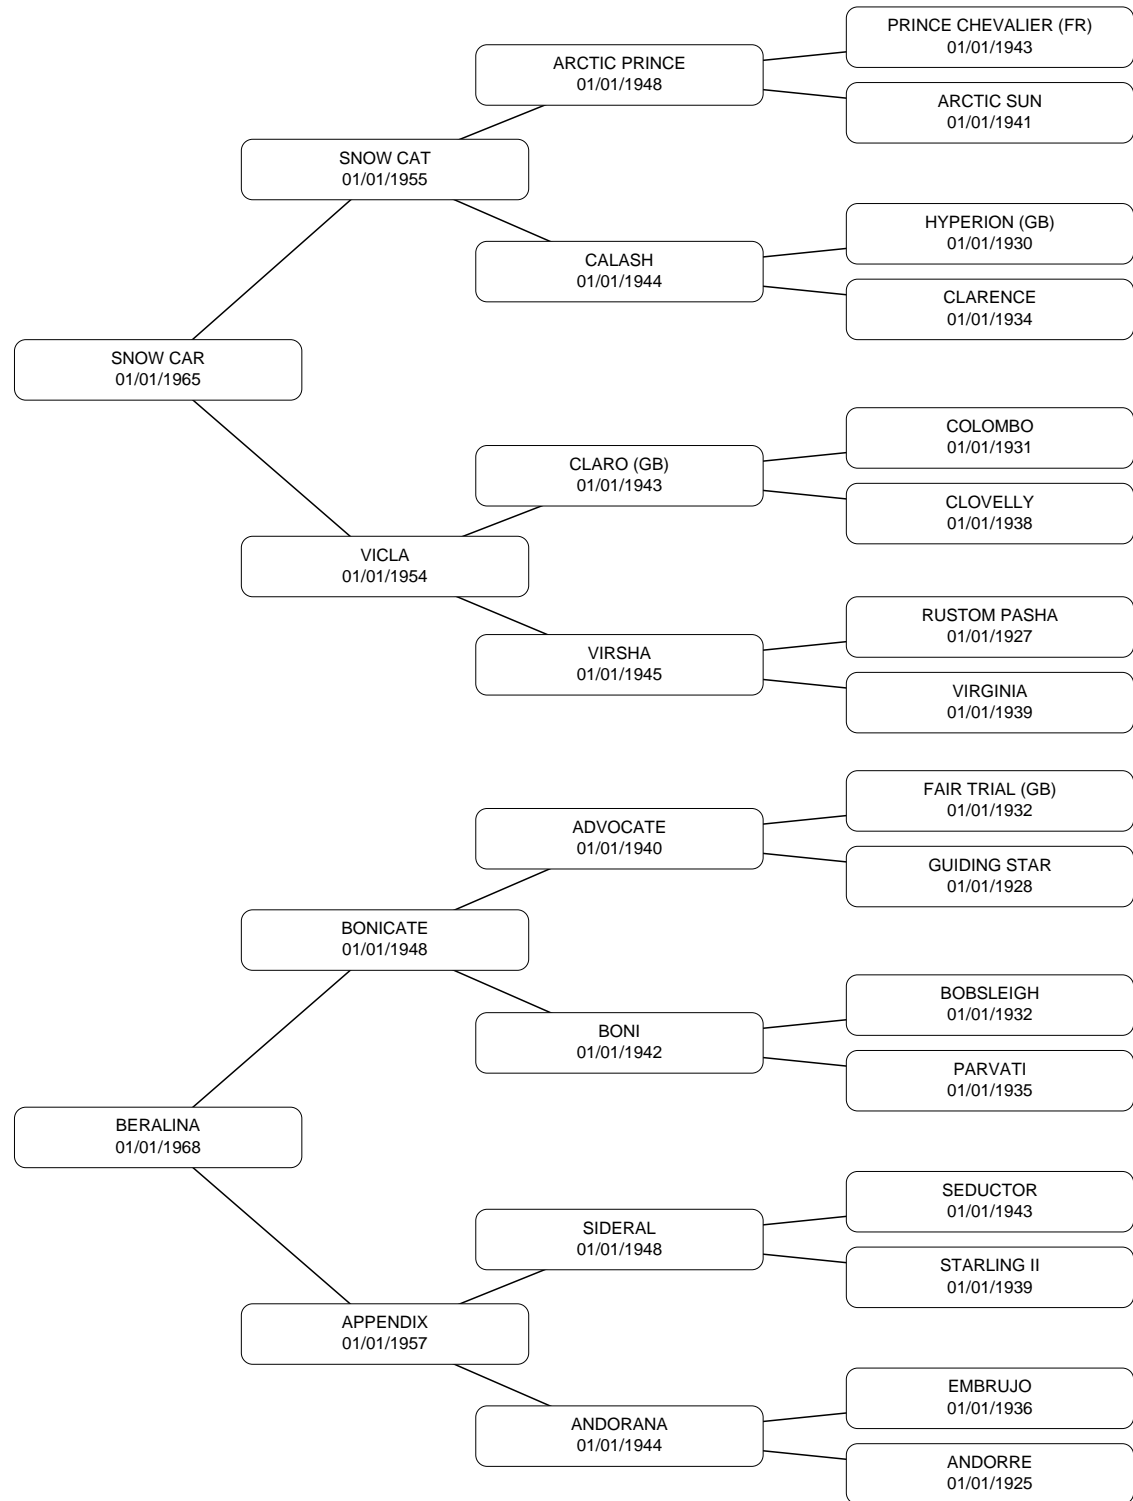 PRINCE CHEVALIER (FR)
01/01/1943
ARCTIC PRINCE
01/01/1948
ARCTIC SUN
01/01/1941
SNOW CAT
01/01/1955
HYPERION (GB)
01/01/1930
CALASH
01/01/1944
CLARENCE
01/01/1934
SNOW CAR
01/01/1965
COLOMBO
01/01/1931
CLARO (GB)
01/01/1943
CLOVELLY
01/01/1938
VICLA
01/01/1954
RUSTOM PASHA
01/01/1927
VIRSHA
01/01/1945
VIRGINIA
01/01/1939
FAIR TRIAL (GB)
01/01/1932
ADVOCATE
01/01/1940
GUIDING STAR
01/01/1928
BONICATE
01/01/1948
BOBSLEIGH
01/01/1932
BONI
01/01/1942
PARVATI
01/01/1935
BERALINA
01/01/1968
SEDUCTOR
01/01/1943
SIDERAL
01/01/1948
STARLING II
01/01/1939
APPENDIX
01/01/1957
EMBRUJO
01/01/1936
ANDORANA
01/01/1944
ANDORRE
01/01/1925